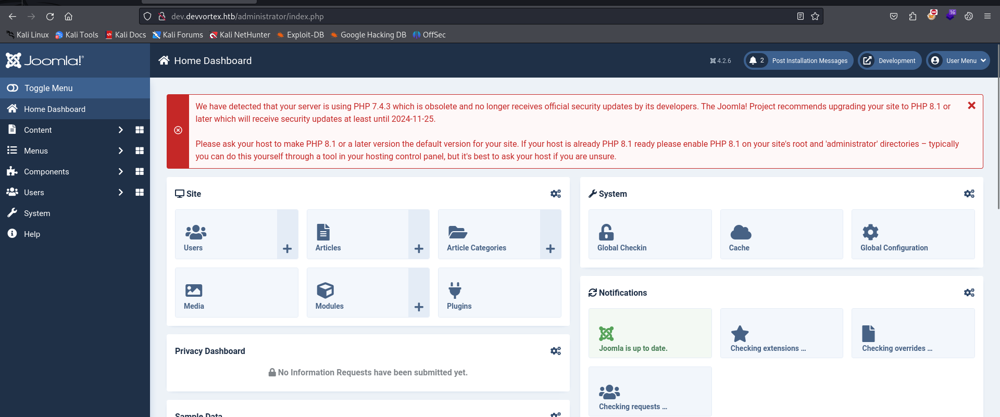 dev.devvortex.htb/administrator/index.php
16
Kali Linux
Kali Tools
Kali Docs
Kali Forums
Kali NetHunter
Exploit-DB
Google Hacking DB
OffSec
Joomla!®
Home Dashboard
4.2.6
2
Post Installation Messages
Development
User Menu
Toggle Menu
Home Dashboard
Content
Menus
Components
Users
System
Help
We have detected that your server is using PHP 7.4.3 which is obsolete and no longer receives official security updates by its developers. The Joomla! Project recommends upgrading your site to PHP 8.1 or
later which will receive security updates at least until 2024-11-25.
Please ask your host to make PHP 8.1 or a later version the default version for your site. If your host is already PHP 8.1 ready please enable PHP 8.1 on your site's root and 'administrator' directories – typically
you can do this yourself through a tool in your hosting control panel, but it's best to ask your host if you are unsure.
Site
Users
Articles
Article Categories
Media
Modules
Plugins
Privacy Dashboard
No Information Requests have been submitted yet.
Sample Data
System
Global Checkin
Cache
Global Configuration
Notifications
Joomla is up to date.
Checking extensions ...
Checking overrides ...
Checking requests ...